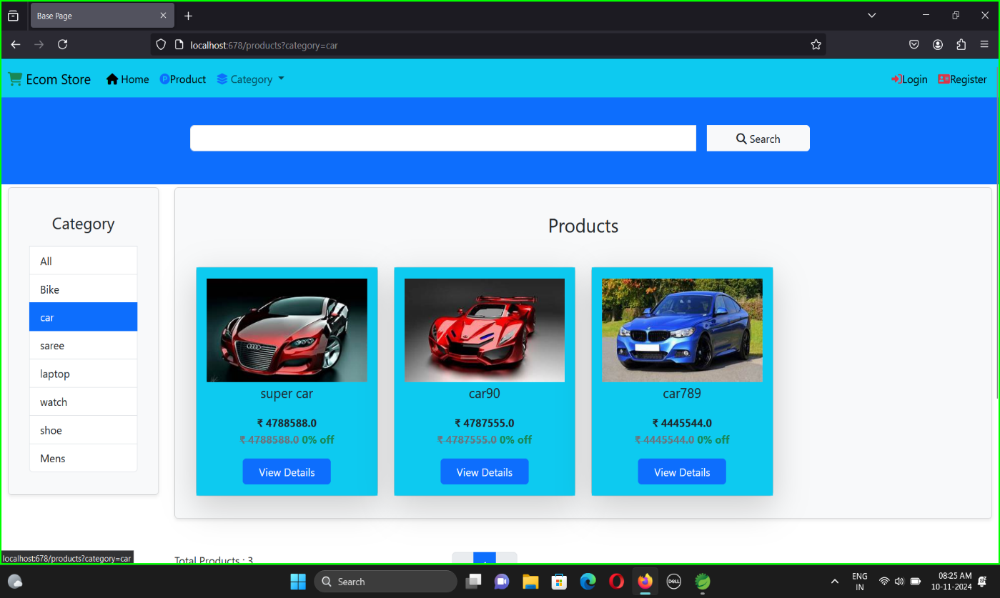 Base Page
localhost:678/products?category=car
Ecom Store Home Product Category Login Register
Search
Category
All
Bike
car
saree
laptop
watch
shoe
Mens
Products
super car
₹ 4788588.0
₹ 4788588.0 0% off
View Details
car90
₹ 4787555.0
₹ 4787555.0 0% off
View Details
car789
₹ 4445544.0
₹ 4445544.0 0% off
View Details
Total Products : 3
localhost:678/products?category=car
Search
ENG
IN
08:25 AM
10-11-2024